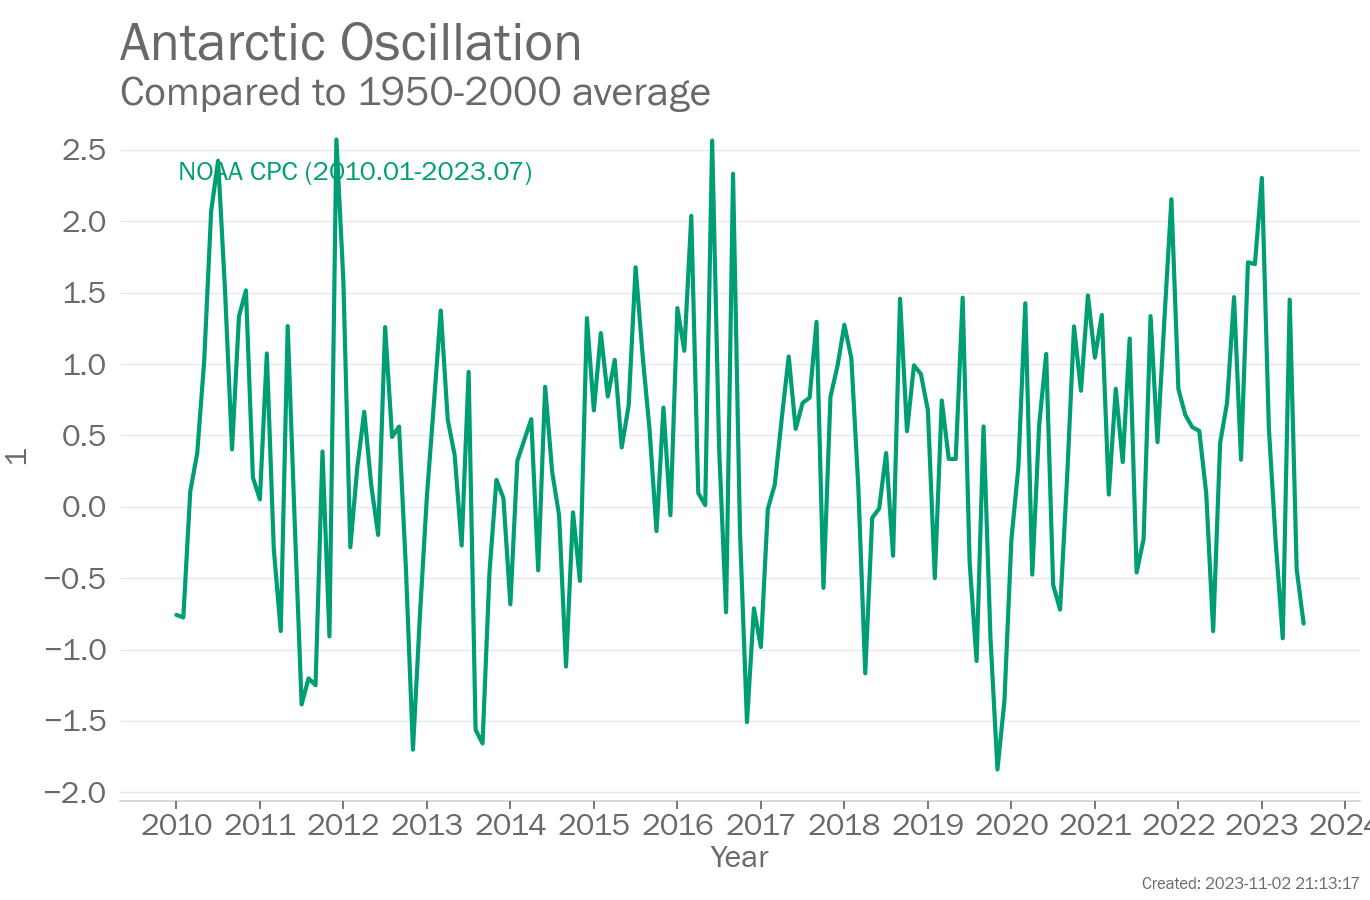 Antarctic Oscillation
Compared to 1950-2000 average
NOAA CPC (2010.01-2023.07)
2.5
2.0
1.5
1.0
0.5
0.0
−0.5
−1.0
−1.5
−2.0
1
2010 2011 2012 2013 2014 2015 2016 2017 2018 2019 2020 2021 2022 2023 2024
Year
Created: 2023-11-02 21:13:17